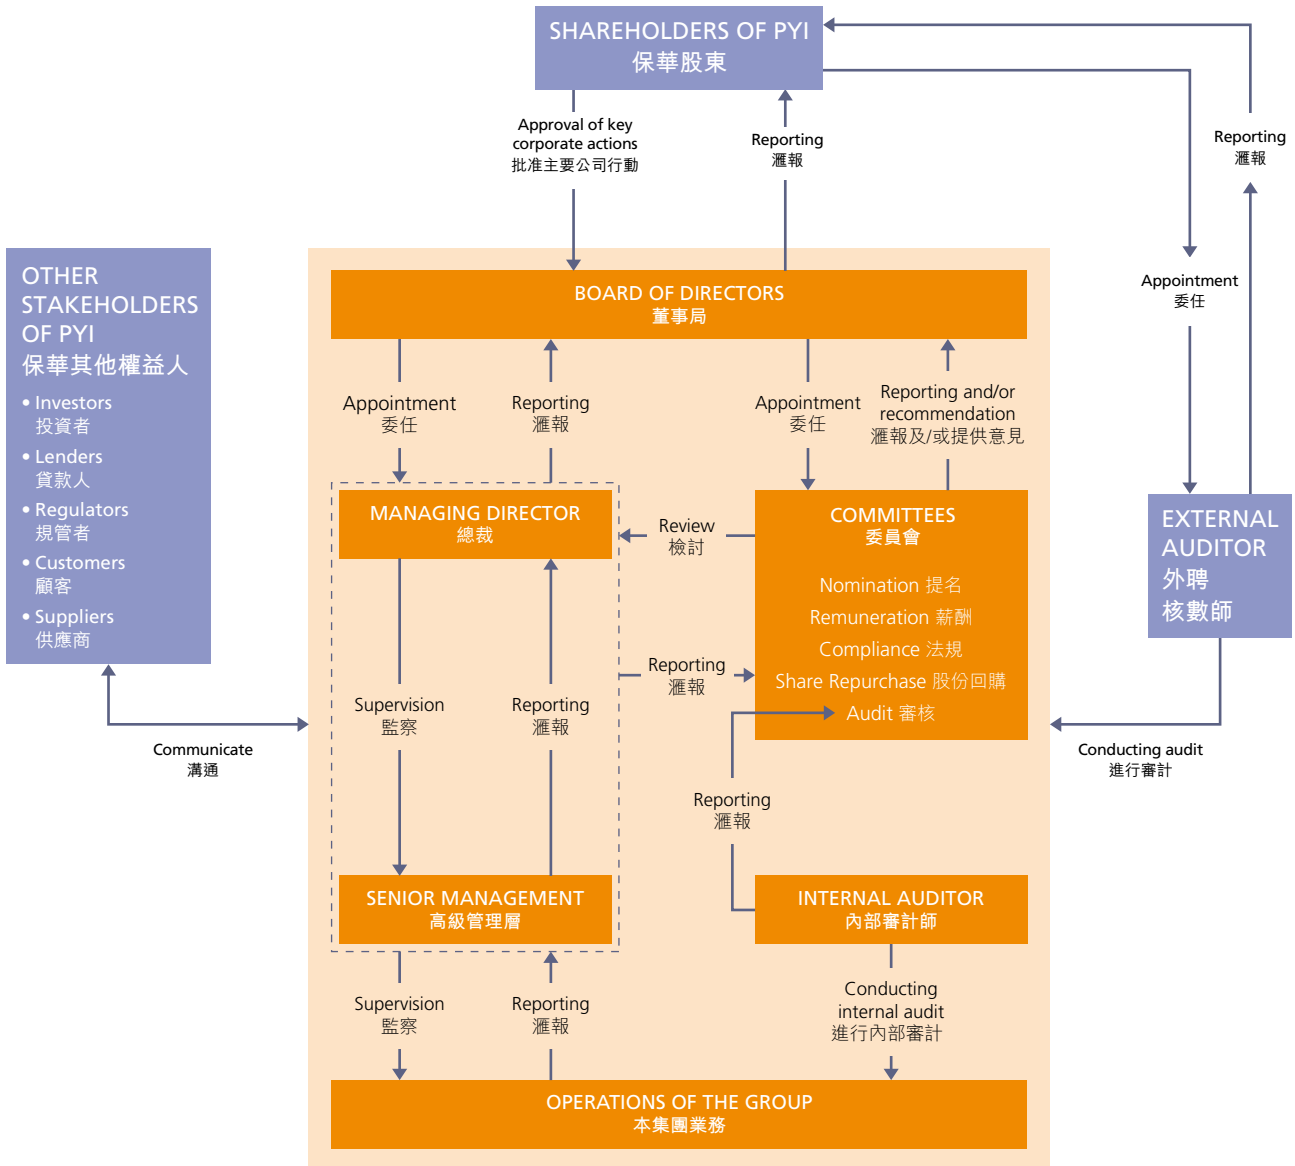 SHAREHOLDERS OF PYI
保華股東
Approval of key
corporate actions
批准主要公司行動
Reporting
滙報
Reporting
滙報
Appointment
委任
OTHER
STAKEHOLDERS
OF PYI
保華其他權益人
• Investors
投資者
• Lenders
貸款人
• Regulators
規管者
• Customers
顧客
• Suppliers
供應商
BOARD OF DIRECTORS
董事局
Appointment
委任
Reporting
滙報
Appointment
委任
Reporting and/or
recommendation
滙報及/或提供意見
MANAGING DIRECTOR
總裁
Review
檢討
COMMITTEES
委員會
Nomination 提名
Remuneration 薪酬
Compliance 法規
Share Repurchase 股份回購
Audit 審核
EXTERNAL
AUDITOR
外聘
核數師
Supervision
監察
Reporting
滙報
Reporting
滙報
Communicate
溝通
Conducting audit
進行審計
Reporting
滙報
SENIOR MANAGEMENT
高級管理層
INTERNAL AUDITOR
內部審計師
Supervision
監察
Reporting
滙報
Conducting
internal audit
進行內部審計
OPERATIONS OF THE GROUP
本集團業務